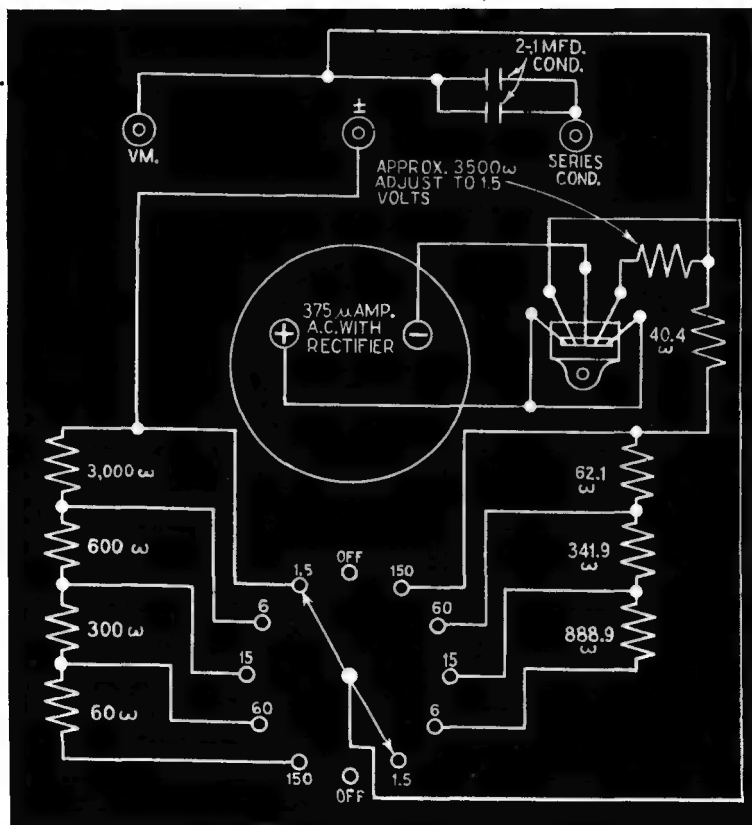 2-.1 MFD.
COND.
±
VM.
SERIES
COND.
APPROX. 3500ω
ADJUST TO 1.5
VOLTS
375 μAMP.
A.C. WITH
RECTIFIER
+
−
40.4
ω
3,000 ω
62.1
ω
600 ω
341.9
ω
OFF
1.5
150
6
60
300 ω
888.9
ω
15
15
60 ω
60
6
150
1.5
OFF